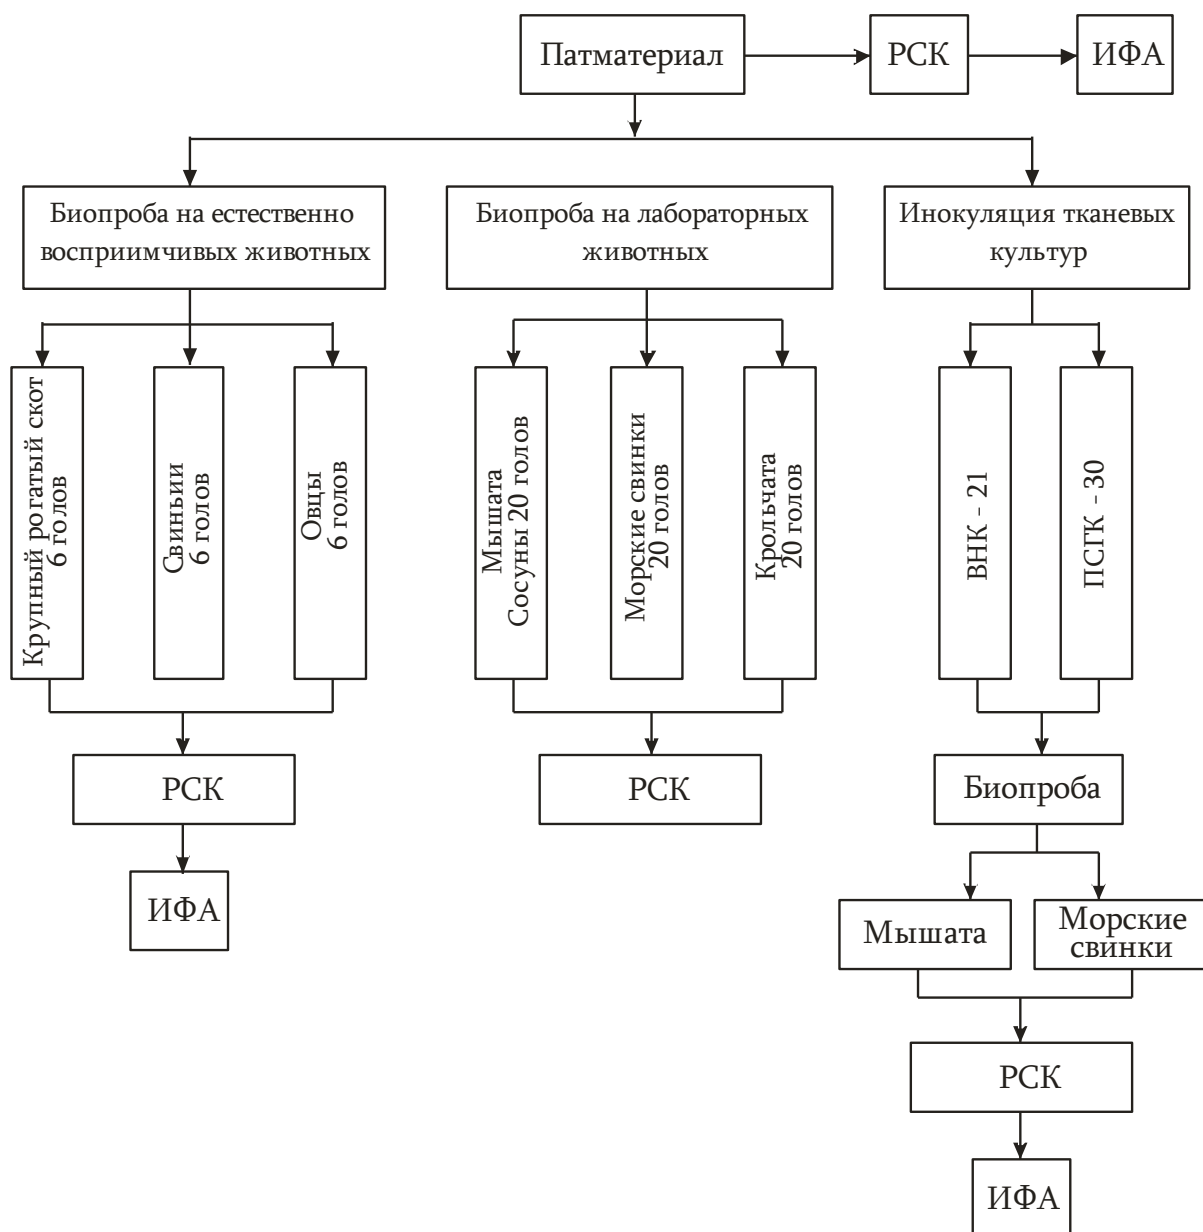 Патматериал
РСК
ИФА
Биопроба на естественно
восприимчивых животных
Биопроба на лабораторных
животных
Инокуляция тканевых
культур
Крупный рогатый скот
6 голов
Свиньии
6 голов
Овцы
6 голов
Мышата
Сосуны 20 голов
Морские свинки
20 голов
Крольчата
20 голов
ВНК - 21
ПСГК - 30
РСК
РСК
Биопроба
ИФА
Мышата
Морские
свинки
РСК
ИФА